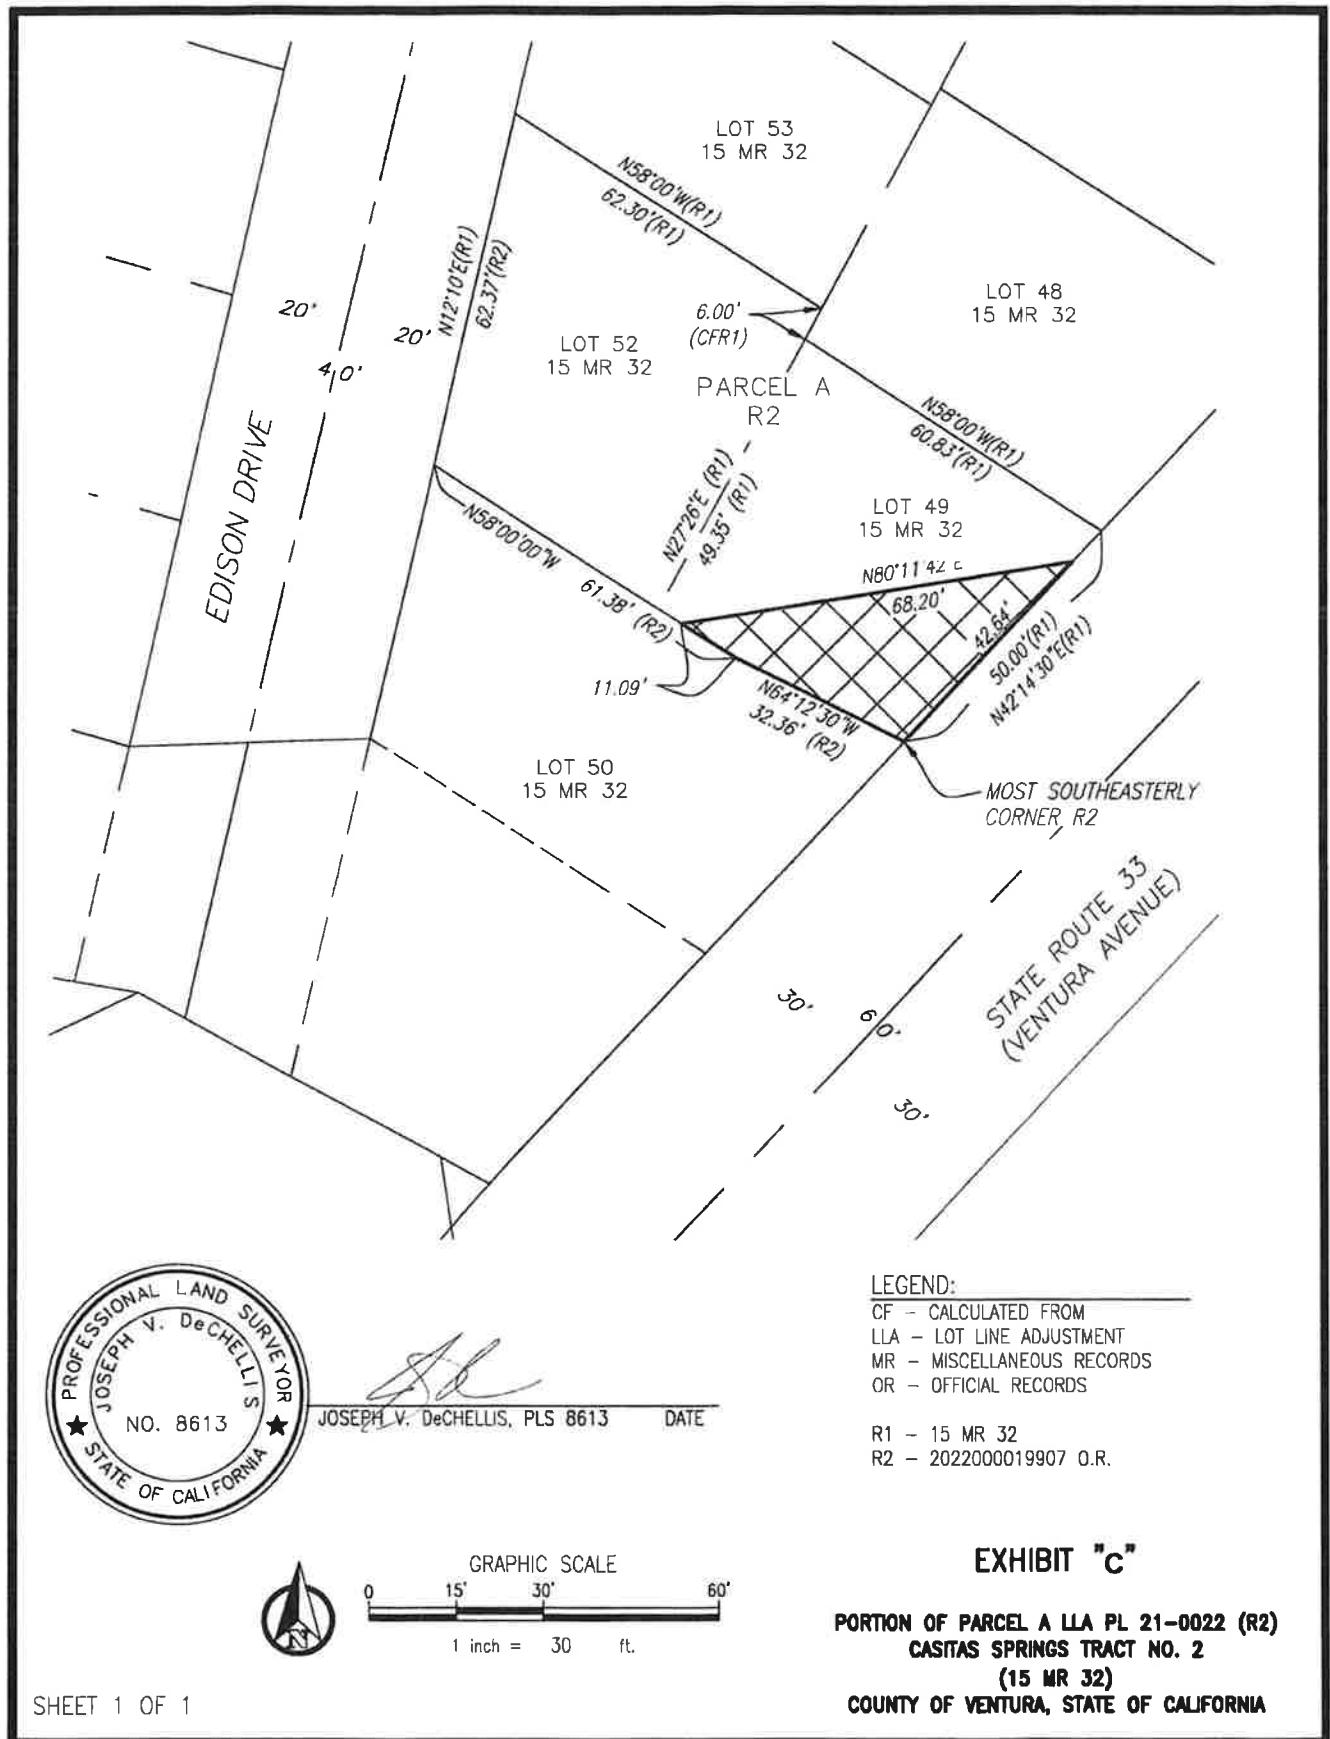 LOT 53
15 MR 32
N58°00'W(R1)
62.30'(R1)
N12°10'E(R1)
62.37'(R2)
20'
20'
40'
EDISON DRIVE
LOT 52
15 MR 32
6.00'
(CFR1)
LOT 48
15 MR 32
PARCEL A
R2
N58°00'W(R1)
60.83'(R1)
N27°26'E (R1)
49.35' (R1)
LOT 49
15 MR 32
N58°00'00"W
61.38' (R2)
N80°11'42"E
68.20'
42.64'
50.00'(R1)
N42°14'30"E(R1)
11.09'
N64°12'30"W
32.36' (R2)
LOT 50
15 MR 32
MOST SOUTHEASTERLY
CORNER R2
STATE ROUTE 33
(VENTURA AVENUE)
30'
60'
30'
PROFESSIONAL LAND SURVEYOR
JOSEPH V. DeCHELLIS
NO. 8613
STATE OF CALIFORNIA
JOSEPH V. DeCHELLIS, PLS 8613 DATE
LEGEND:
CF - CALCULATED FROM
LLA - LOT LINE ADJUSTMENT
MR - MISCELLANEOUS RECORDS
OR - OFFICIAL RECORDS
R1 - 15 MR 32
R2 - 2022000019907 O.R.
N
GRAPHIC SCALE
0 15' 30' 60'
1 inch = 30 ft.
EXHIBIT "C"
PORTION OF PARCEL A LLA PL 21-0022 (R2)
CASITAS SPRINGS TRACT NO. 2
(15 MR 32)
COUNTY OF VENTURA, STATE OF CALIFORNIA
SHEET 1 OF 1